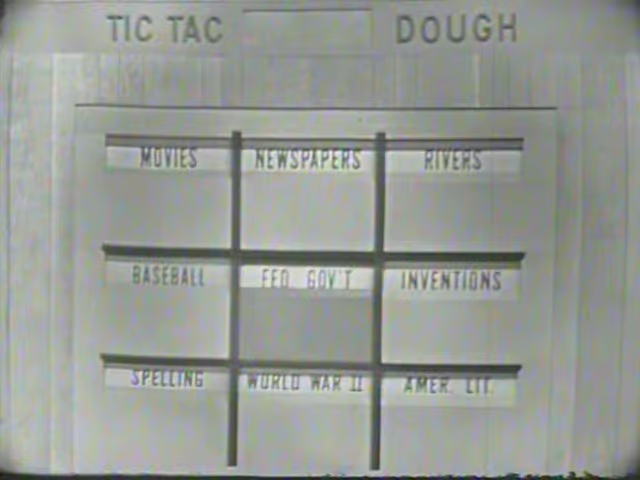 TIC TAC DOUGH
MOVIES NEWSPAPERS RIVERS
BASEBALL FED. GOV'T INVENTIONS
SPELLING WORLD WAR II AMER. LIT.